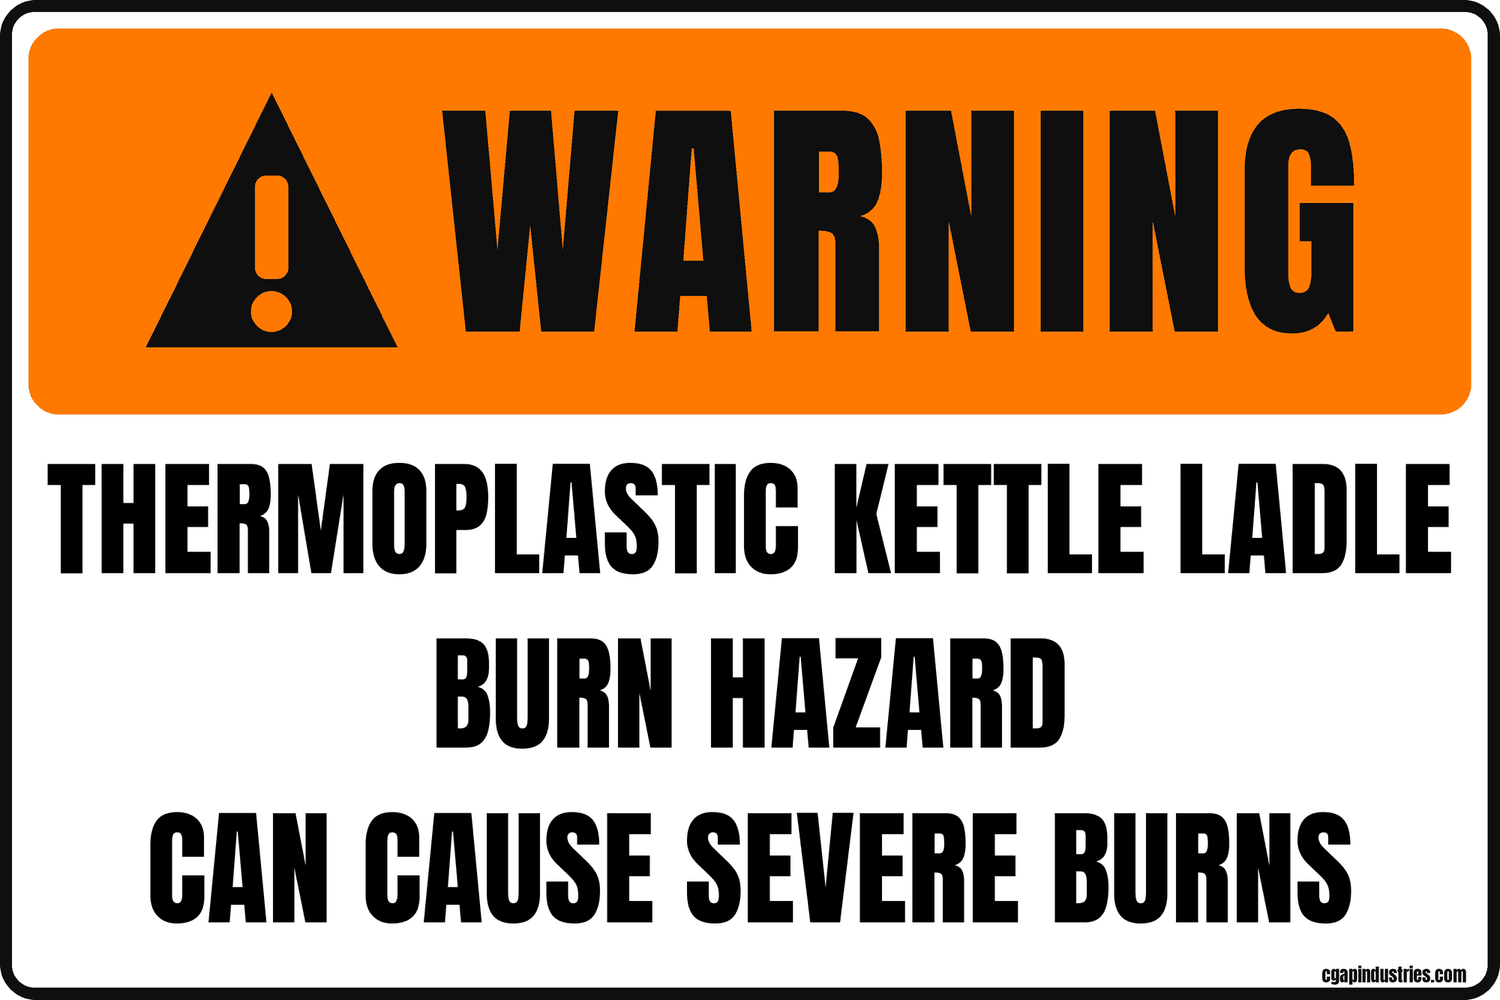 WARNING
THERMOPLASTIC KETTLE LADLE
BURN HAZARD
CAN CAUSE SEVERE BURNS
cgapindustries.com